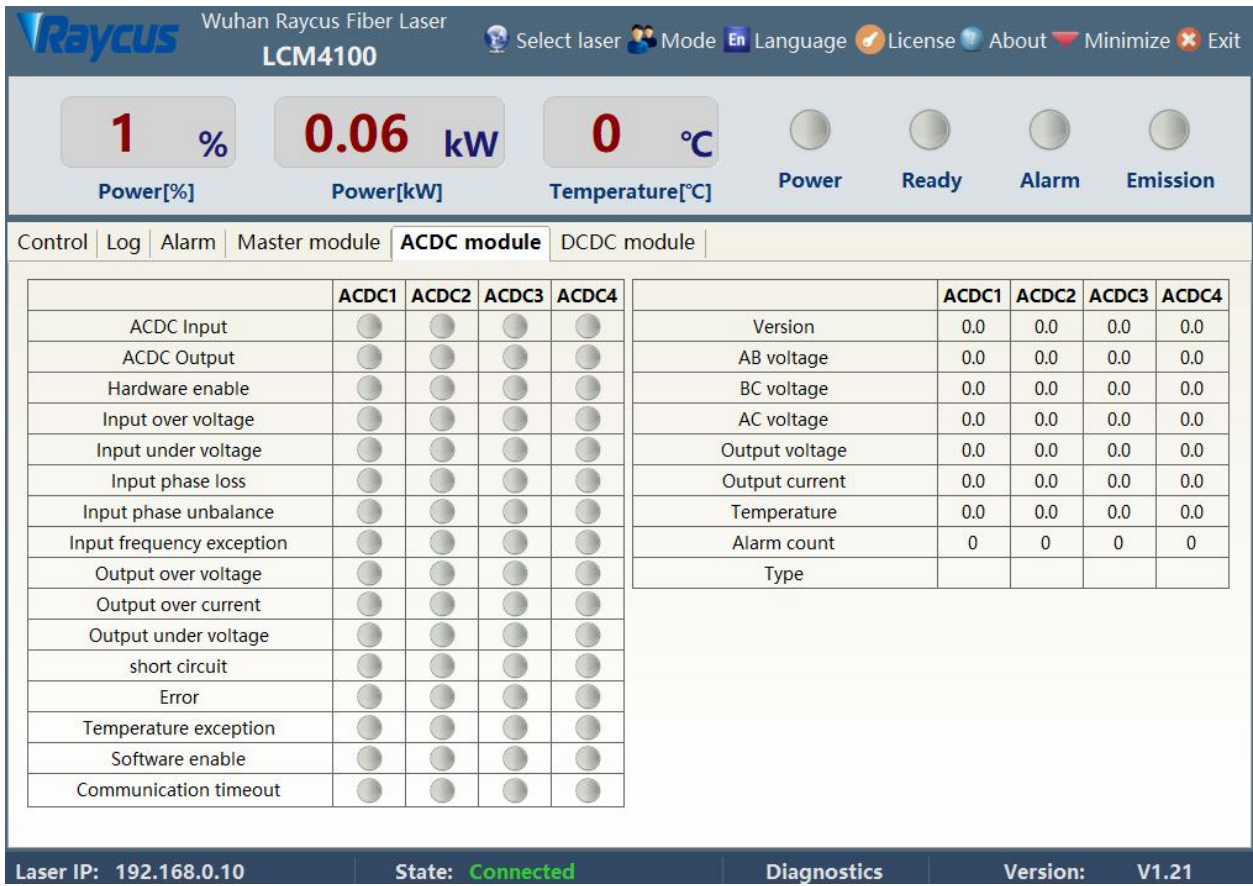 Raycus
Wuhan Raycus Fiber Laser
LCM4100
Select laser Mode En Language License ? About Minimize Exit
1 % 0.06 kW 0 ℃
Power[%] Power[kW] Temperature[℃] Power Ready Alarm Emission
Control Log Alarm Master module ACDC module DCDC module
ACDC1 ACDC2 ACDC3 ACDC4
ACDC Input
ACDC Output
Hardware enable
Input over voltage
Input under voltage
Input phase loss
Input phase unbalance
Input frequency exception
Output over voltage
Output over current
Output under voltage
short circuit
Error
Temperature exception
Software enable
Communication timeout
ACDC1 ACDC2 ACDC3 ACDC4
Version 0.0 0.0 0.0 0.0
AB voltage 0.0 0.0 0.0 0.0
BC voltage 0.0 0.0 0.0 0.0
AC voltage 0.0 0.0 0.0 0.0
Output voltage 0.0 0.0 0.0 0.0
Output current 0.0 0.0 0.0 0.0
Temperature 0.0 0.0 0.0 0.0
Alarm count 0 0 0 0
Type
Laser IP: 192.168.0.10 State: Connected Diagnostics Version: V1.21